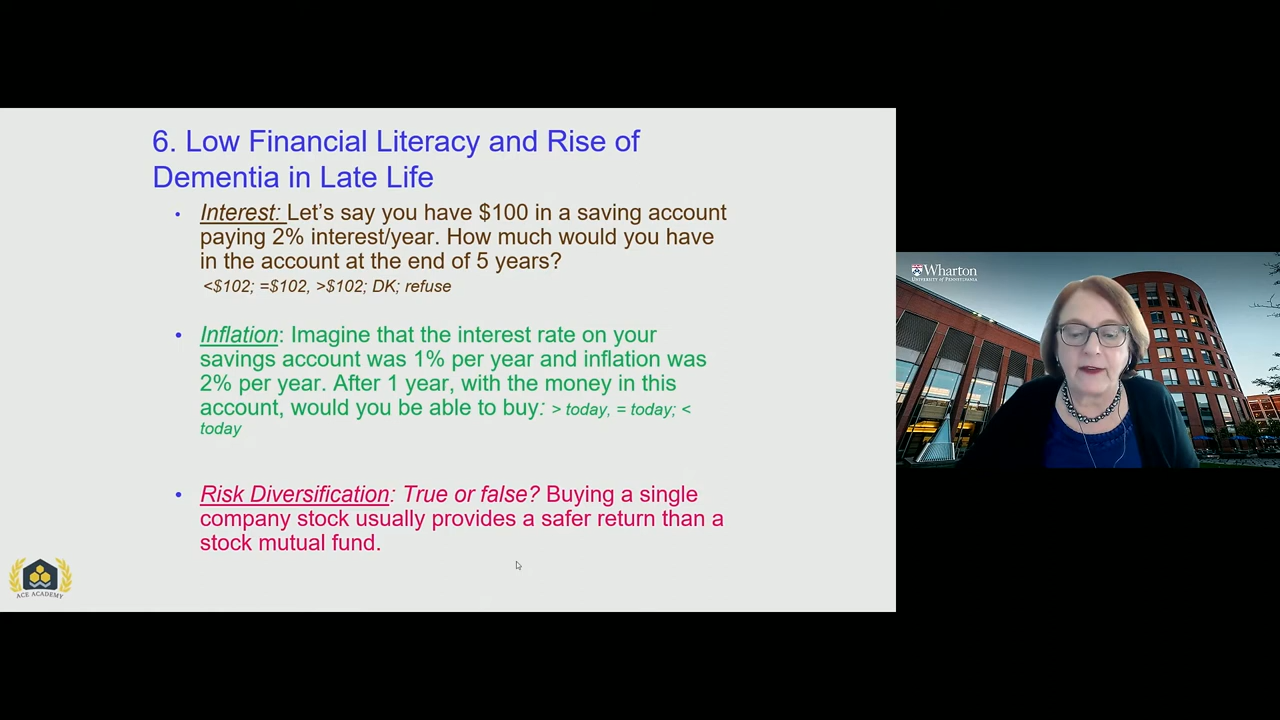 6. Low Financial Literacy and Rise of
Dementia in Late Life
• Interest: Let’s say you have $100 in a saving account
paying 2% interest/year. How much would you have
in the account at the end of 5 years?
<$102; =$102, >$102; DK; refuse
• Inflation: Imagine that the interest rate on your
savings account was 1% per year and inflation was
2% per year. After 1 year, with the money in this
account, would you be able to buy: > today, = today; <
today
• Risk Diversification: True or false? Buying a single
company stock usually provides a safer return than a
stock mutual fund.
ACE ACADEMY
Wharton
UNIVERSITY of PENNSYLVANIA